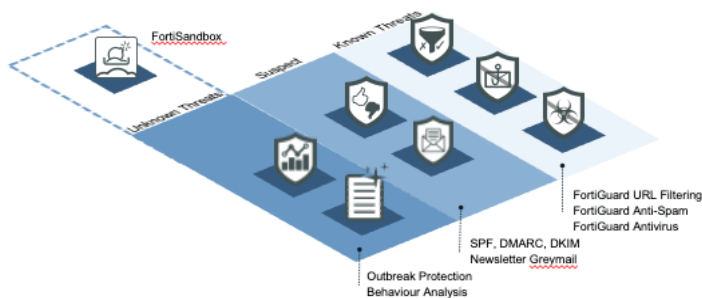 FortiSandbox
Known Threats
Suspect
Unknown Threats
FortiGuard URL Filtering
FortiGuard Anti-Spam
FortiGuard Antivirus
SPF, DMARC, DKIM
Newsletter Greymail
Outbreak Protection
Behaviour Analysis